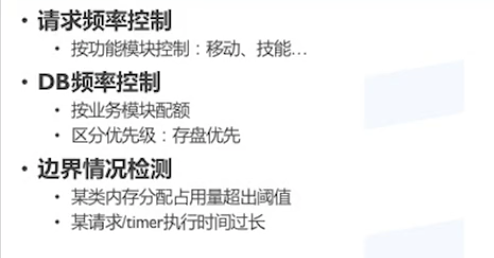 • 请求频率控制
• 按功能模块控制：移动、技能…
• DB频率控制
• 按业务模块配额
• 区分优先级：存盘优先
• 边界情况检测
• 某类内存分配占用量超出阈值
• 某请求/timer执行时间过长